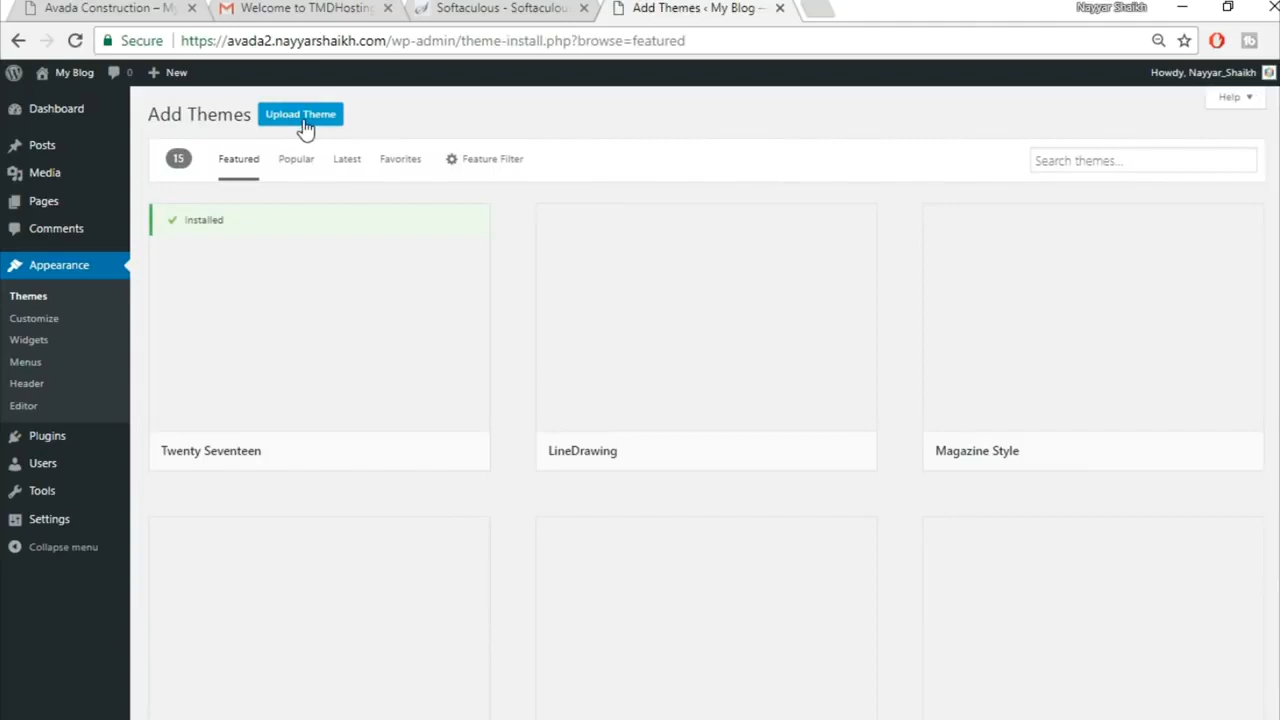 Avada Construction – My
Welcome to TMDHosting
Softaculous - Softaculous
Add Themes ‹ My Blog —
Nayyar Shaikh
Secure
https://avada2.nayyarshaikh.com/wp-admin/theme-install.php?browse=featured
My Blog
0
New
Howdy, Nayyar_Shaikh
Dashboard
Posts
Media
Pages
Comments
Appearance
Themes
Customize
Widgets
Menus
Header
Editor
Plugins
Users
Tools
Settings
Collapse menu
Help
Add Themes
Upload Theme
15
Featured
Popular
Latest
Favorites
Feature Filter
Search themes...
Installed
Twenty Seventeen
LineDrawing
Magazine Style